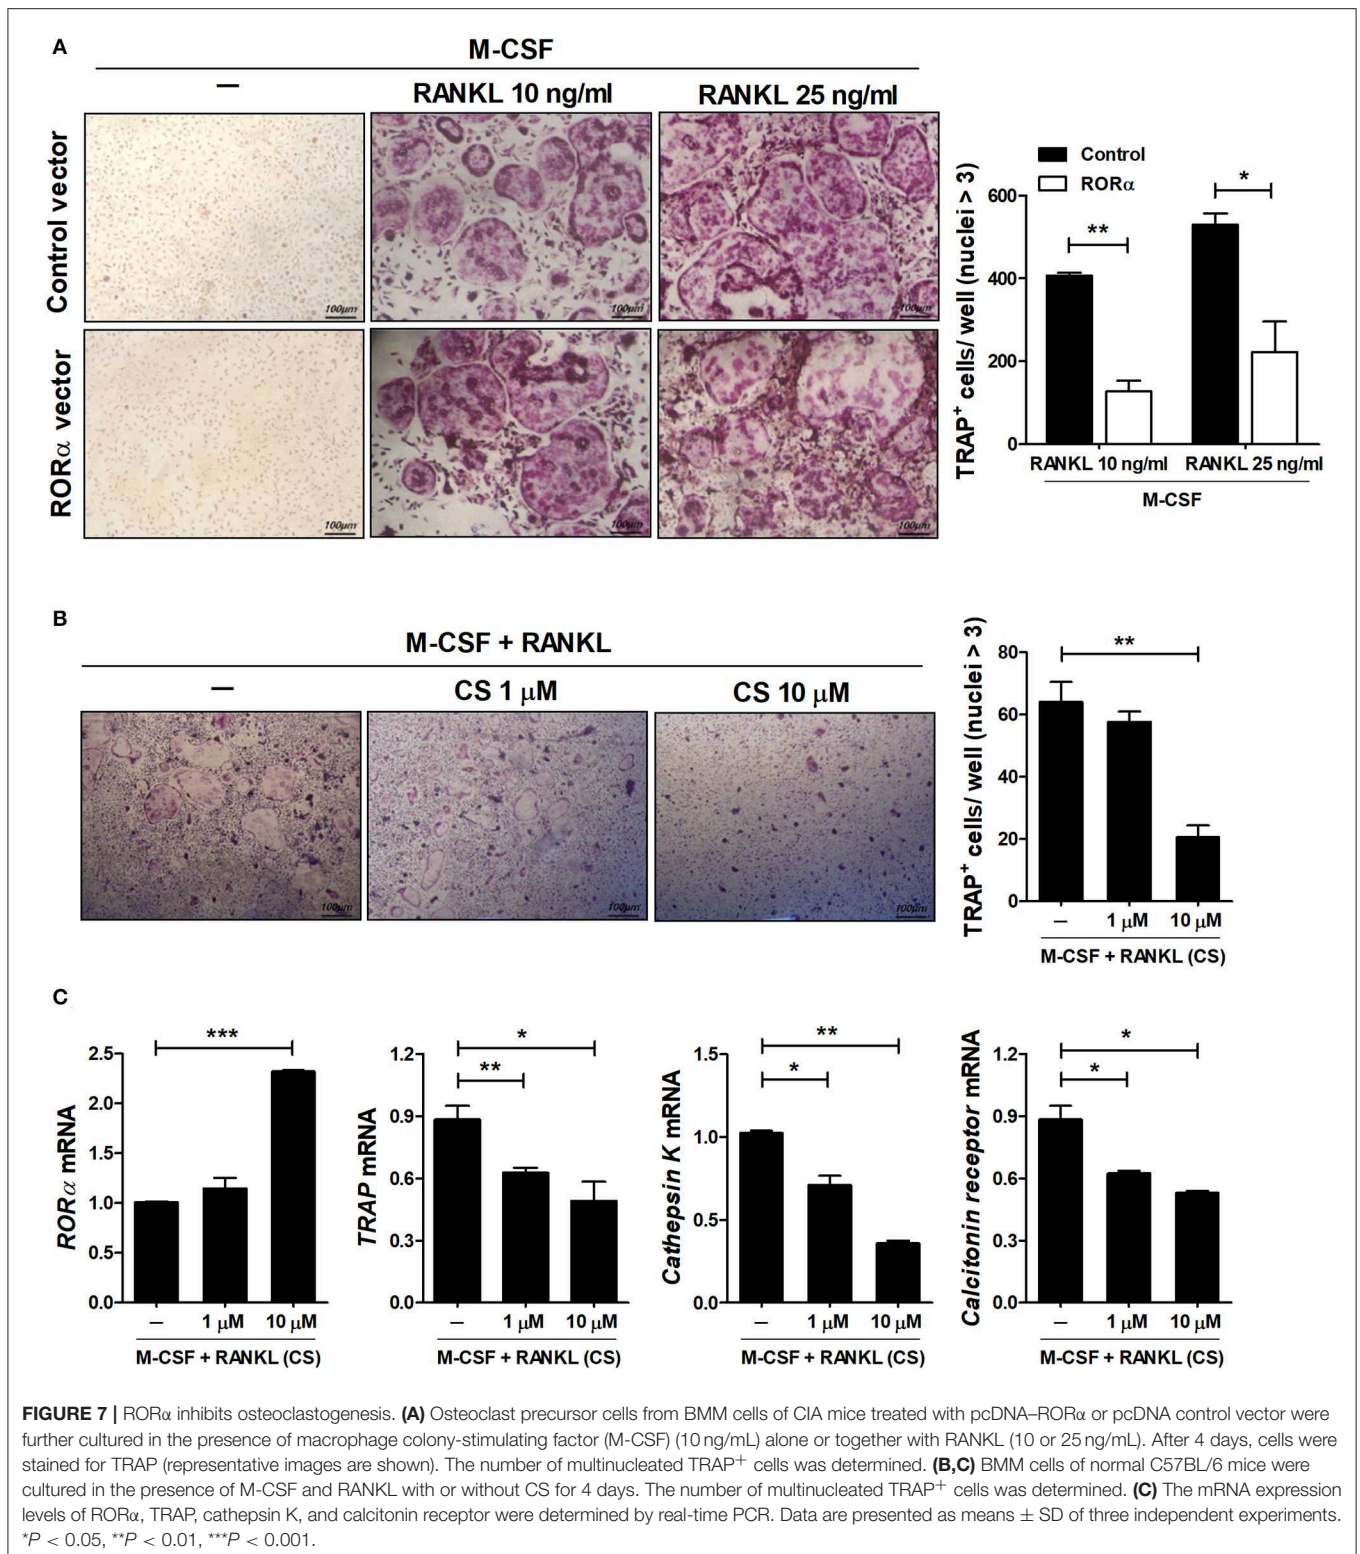 A
M-CSF
–
RANKL 10 ng/ml
RANKL 25 ng/ml
Control vector
RORα vector
100µm
100µm
100µm
100µm
100µm
100µm
Control
RORα
TRAP+ cells/ well (nuclei > 3)
600
400
200
0
**
*
RANKL 10 ng/ml
RANKL 25 ng/ml
M-CSF
B
M-CSF + RANKL
–
CS 1 µM
CS 10 µM
100µm
100µm
100µm
TRAP+ cells/ well (nuclei > 3)
80
60
40
20
0
**
– 1 µM 10 µM
M-CSF + RANKL (CS)
C
RORα mRNA
2.5
2.0
1.5
1.0
0.5
0.0
***
– 1 µM 10 µM
M-CSF + RANKL (CS)
TRAP mRNA
1.2
0.9
0.6
0.3
0.0
*
**
– 1 µM 10 µM
M-CSF + RANKL (CS)
Cathepsin K mRNA
1.5
1.0
0.5
0.0
**
*
– 1 µM 10 µM
M-CSF + RANKL (CS)
Calcitonin receptor mRNA
1.2
0.9
0.6
0.3
0.0
*
*
– 1 µM 10 µM
M-CSF + RANKL (CS)
FIGURE 7 | RORα inhibits osteoclastogenesis. (A) Osteoclast precursor cells from BMM cells of CIA mice treated with pcDNA–RORα or pcDNA control vector were
further cultured in the presence of macrophage colony-stimulating factor (M-CSF) (10 ng/mL) alone or together with RANKL (10 or 25 ng/mL). After 4 days, cells were
stained for TRAP (representative images are shown). The number of multinucleated TRAP+ cells was determined. (B,C) BMM cells of normal C57BL/6 mice were
cultured in the presence of M-CSF and RANKL with or without CS for 4 days. The number of multinucleated TRAP+ cells was determined. (C) The mRNA expression
levels of RORα, TRAP, cathepsin K, and calcitonin receptor were determined by real-time PCR. Data are presented as means ± SD of three independent experiments.
*P < 0.05, **P < 0.01, ***P < 0.001.